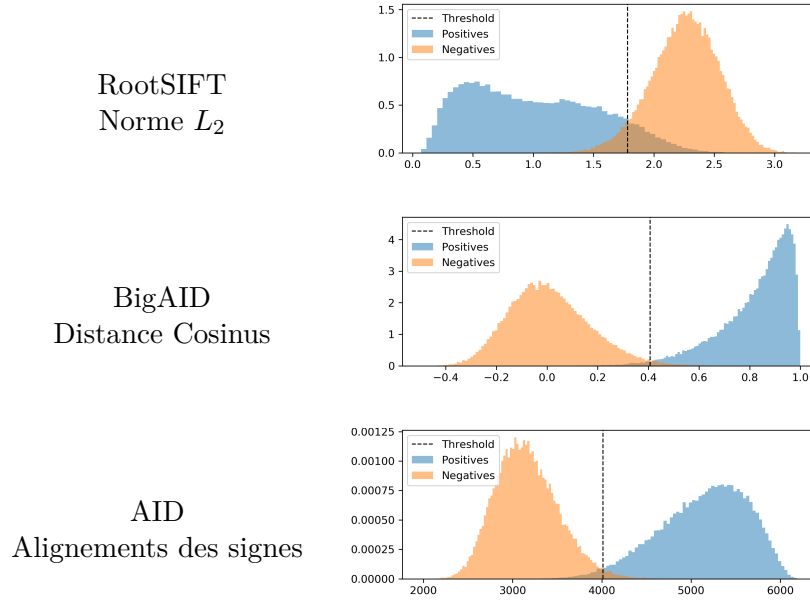 RootSIFT
Norme L₂
1.5
1.0
0.5
0.0
Threshold
Positives
Negatives
0.0 0.5 1.0 1.5 2.0 2.5 3.0
BigAID
Distance Cosinus
4
3
2
1
0
Threshold
Positives
Negatives
−0.4 −0.2 0.0 0.2 0.4 0.6 0.8 1.0
AID
Alignements des signes
0.00125
0.00100
0.00075
0.00050
0.00025
0.00000
Threshold
Positives
Negatives
2000 3000 4000 5000 6000